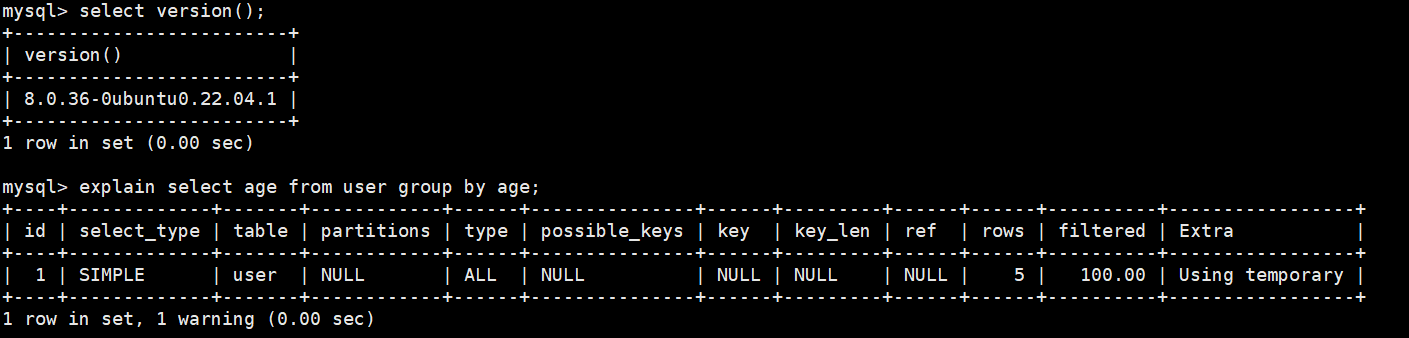 mysql> select version();
+-------------------------+
| version()               |
+-------------------------+
| 8.0.36-0ubuntu0.22.04.1 |
+-------------------------+
1 row in set (0.00 sec)

mysql> explain select age from user group by age;
+----+-------------+-------+------------+------+---------------+------+---------+------+------+----------+-----------------+
| id | select_type | table | partitions | type | possible_keys | key  | key_len | ref  | rows | filtered | Extra           |
+----+-------------+-------+------------+------+---------------+------+---------+------+------+----------+-----------------+
|  1 | SIMPLE      | user  | NULL       | ALL  | NULL          | NULL | NULL    | NULL |    5 |   100.00 | Using temporary |
+----+-------------+-------+------------+------+---------------+------+---------+------+------+----------+-----------------+
1 row in set, 1 warning (0.00 sec)